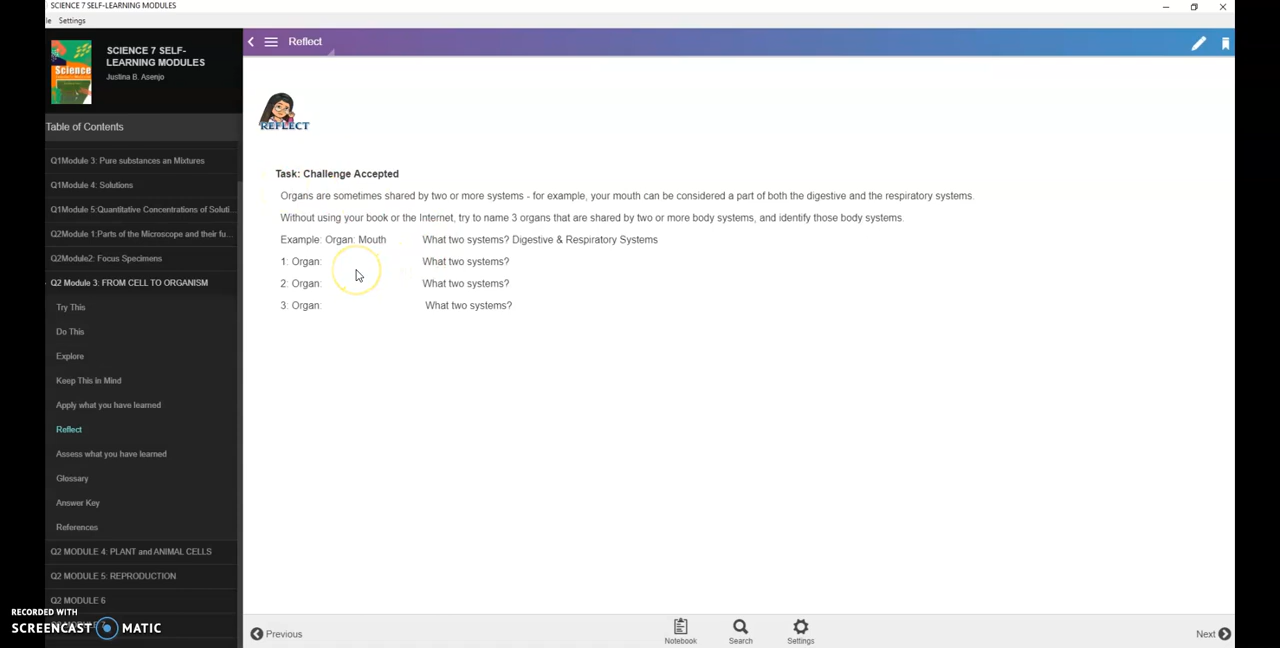 SCIENCE 7 SELF-LEARNING MODULES
le Settings
SCIENCE 7 SELF-
LEARNING MODULES
Justina B. Asenjo
Science
Table of Contents
Q1Module 3: Pure substances an Mixtures
Q1Module 4: Solutions
Q1Module 5:Quantitative Concentrations of Soluti...
Q2Module 1:Parts of the Microscope and their fu...
Q2Module2: Focus Specimens
Q2 Module 3: FROM CELL TO ORGANISM
Try This
Do This
Explore
Keep This in Mind
Apply what you have learned
Reflect
Assess what you have learned
Glossary
Answer Key
References
Q2 MODULE 4: PLANT and ANIMAL CELLS
Q2 MODULE 5: REPRODUCTION
Q2 MODULE 6
RECORDED WITH
SCREENCAST MATIC
Reflect
REFLECT
Task: Challenge Accepted
Organs are sometimes shared by two or more systems - for example, your mouth can be considered a part of both the digestive and the respiratory systems.
Without using your book or the Internet, try to name 3 organs that are shared by two or more body systems, and identify those body systems.
Example: Organ: Mouth What two systems? Digestive & Respiratory Systems
1: Organ: What two systems?
2: Organ: What two systems?
3: Organ: What two systems?
Previous
Notebook
Search
Settings
Next